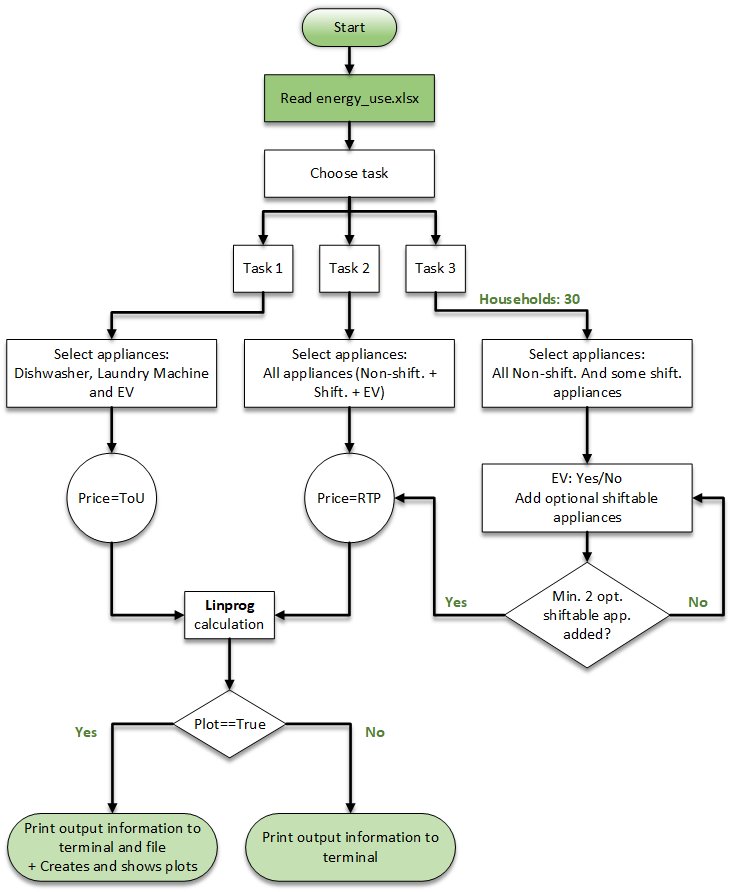 Start
Read energy_use.xlsx
Choose task
Task 1
Task 2
Task 3
Households: 30
Select appliances:
Dishwasher, Laundry Machine
and EV
Select appliances:
All appliances (Non-shift. +
Shift. + EV)
Select appliances:
All Non-shift. And some shift.
appliances
Price=ToU
Price=RTP
EV: Yes/No
Add optional shiftable
appliances
Min. 2 opt.
shiftable app.
added?
Yes
No
Linprog
calculation
Plot==True
Yes
No
Print output information to
terminal and file
+ Creates and shows plots
Print output information to
terminal